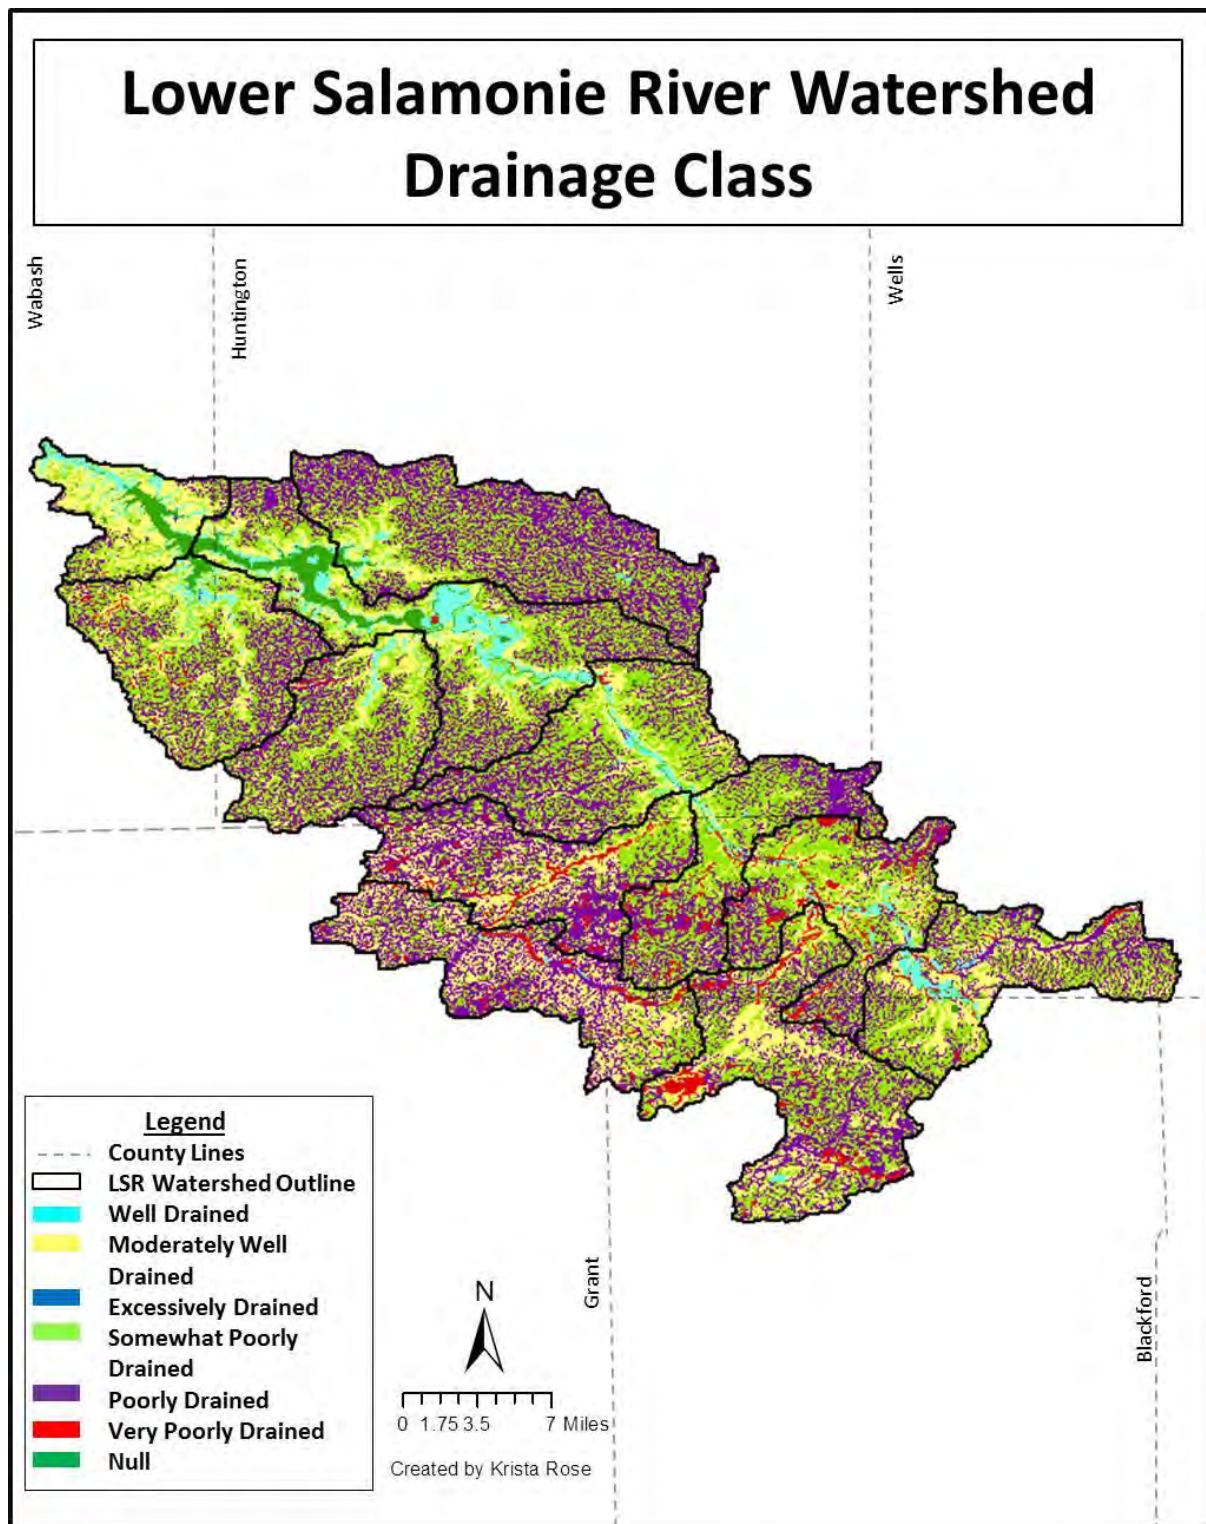 Lower Salamonie River Watershed
Drainage Class
Wabash
Huntington
Wells
Legend
County Lines
LSR Watershed Outline
Well Drained
Moderately Well
Drained
Excessively Drained
Somewhat Poorly
Drained
Poorly Drained
Very Poorly Drained
Null
N
0 1.75 3.5 7 Miles
Created by Krista Rose
Grant
Blackford